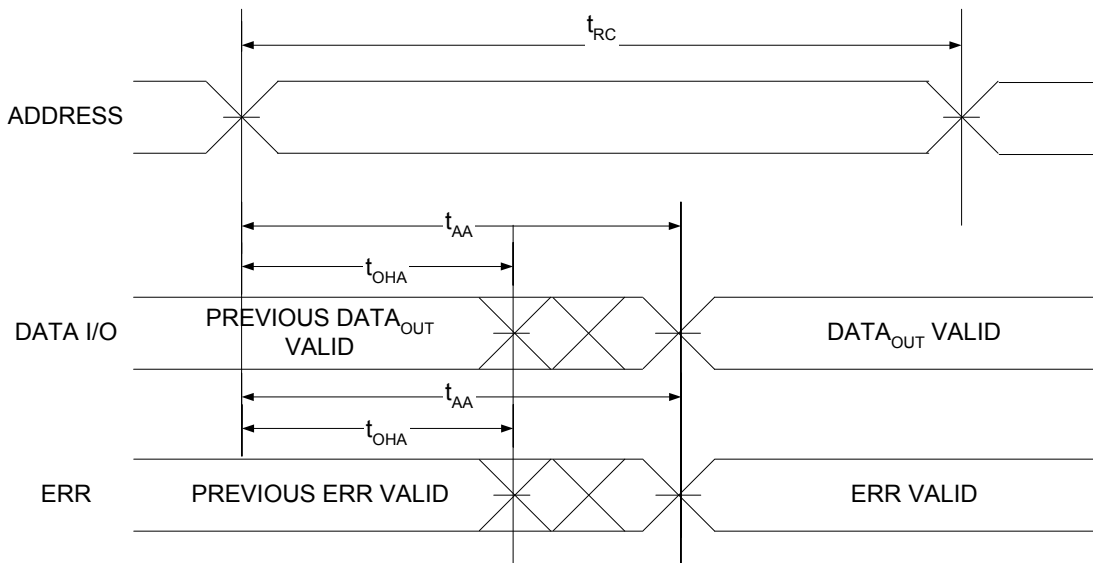 tRC
ADDRESS
tAA
tOHA
DATA I/O
PREVIOUS DATAOUT
VALID
DATAOUT VALID
tAA
tOHA
ERR
PREVIOUS ERR VALID
ERR VALID